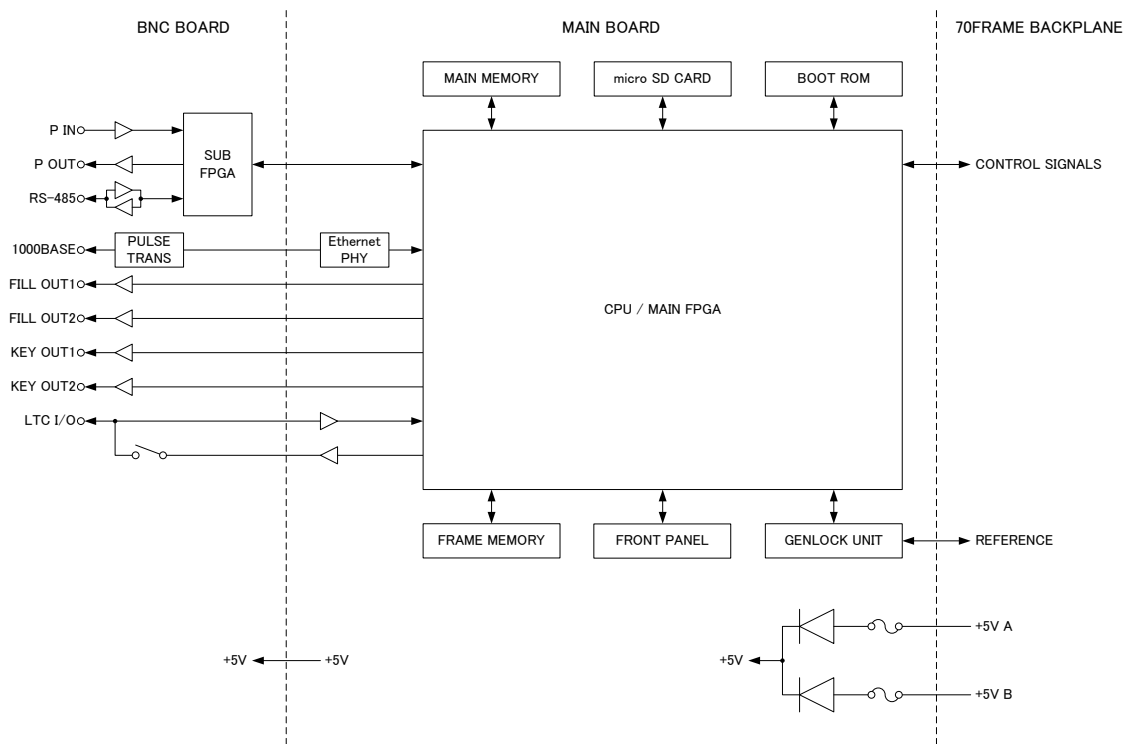 BNC BOARD
MAIN BOARD
70FRAME BACKPLANE
MAIN MEMORY
micro SD CARD
BOOT ROM
P IN
P OUT
RS-485
SUB
FPGA
CONTROL SIGNALS
1000BASE
PULSE
TRANS
Ethernet
PHY
FILL OUT1
FILL OUT2
KEY OUT1
KEY OUT2
LTC I/O
CPU / MAIN FPGA
FRAME MEMORY
FRONT PANEL
GENLOCK UNIT
REFERENCE
+5V A
+5V
+5V
+5V
+5V B